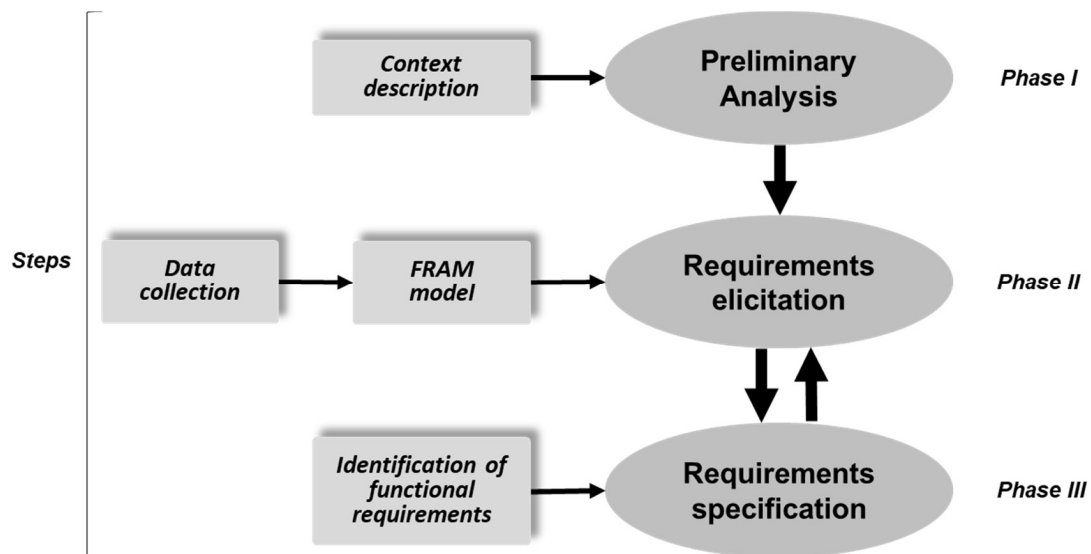 Context
description
Preliminary
Analysis
Phase I
Steps
Data
collection
FRAM
model
Requirements
elicitation
Phase II
Identification of
functional
requirements
Requirements
specification
Phase III